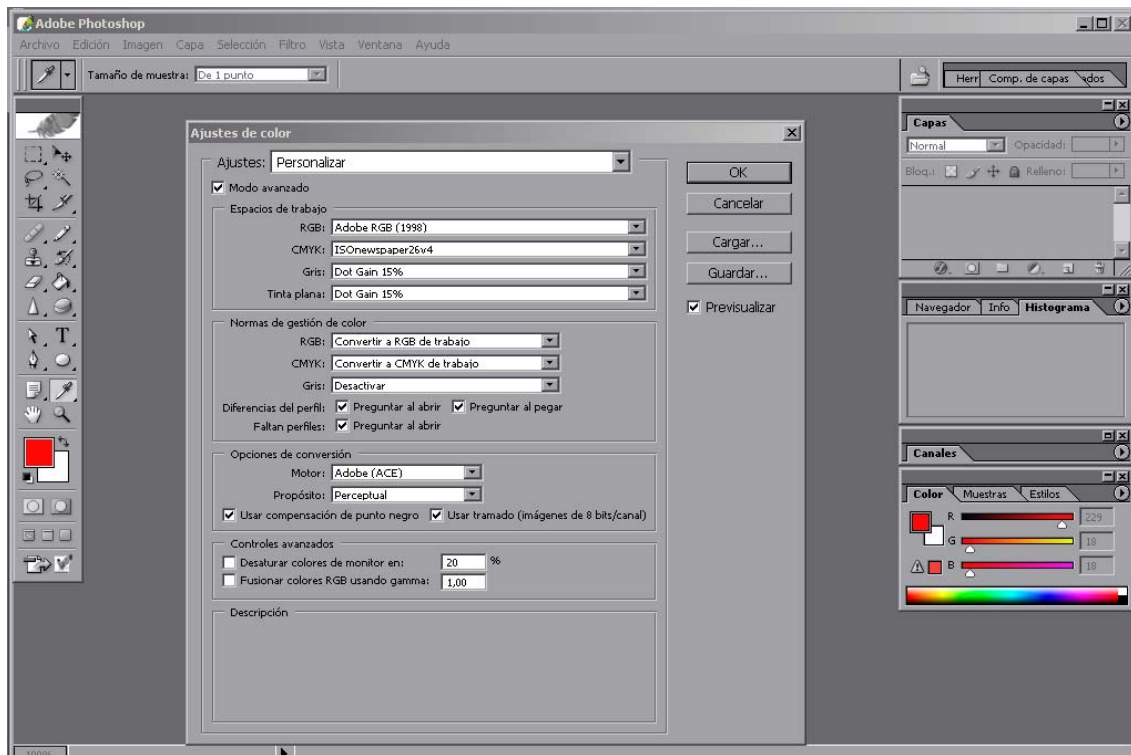 Adobe Photoshop
Archivo Edición Imagen Capa Selección Filtro Vista Ventana Ayuda
Tamaño de muestra: De 1 punto
Herr Comp. de capas ados
Ajustes de color
Ajustes: Personalizar
Modo avanzado
Espacios de trabajo
RGB: Adobe RGB (1998)
CMYK: ISOnewspaper26v4
Gris: Dot Gain 15%
Tinta plana: Dot Gain 15%
Normas de gestión de color
RGB: Convertir a RGB de trabajo
CMYK: Convertir a CMYK de trabajo
Gris: Desactivar
Diferencias del perfil: Preguntar al abrir Preguntar al pegar
Faltan perfiles: Preguntar al abrir
Opciones de conversión
Motor: Adobe (ACE)
Propósito: Perceptual
Usar compensación de punto negro Usar tramado (imágenes de 8 bits/canal)
Controles avanzados
Desaturar colores de monitor en: 20 %
Fusionar colores RGB usando gamma: 1,00
Descripción
OK
Cancelar
Cargar...
Guardar...
Previsualizar
Capas
Normal Opacidad:
Bloq.: Relleno:
Navegador Info Histograma
Canales
Color Muestras Estilos
R 229
G 18
B 18
T
100%